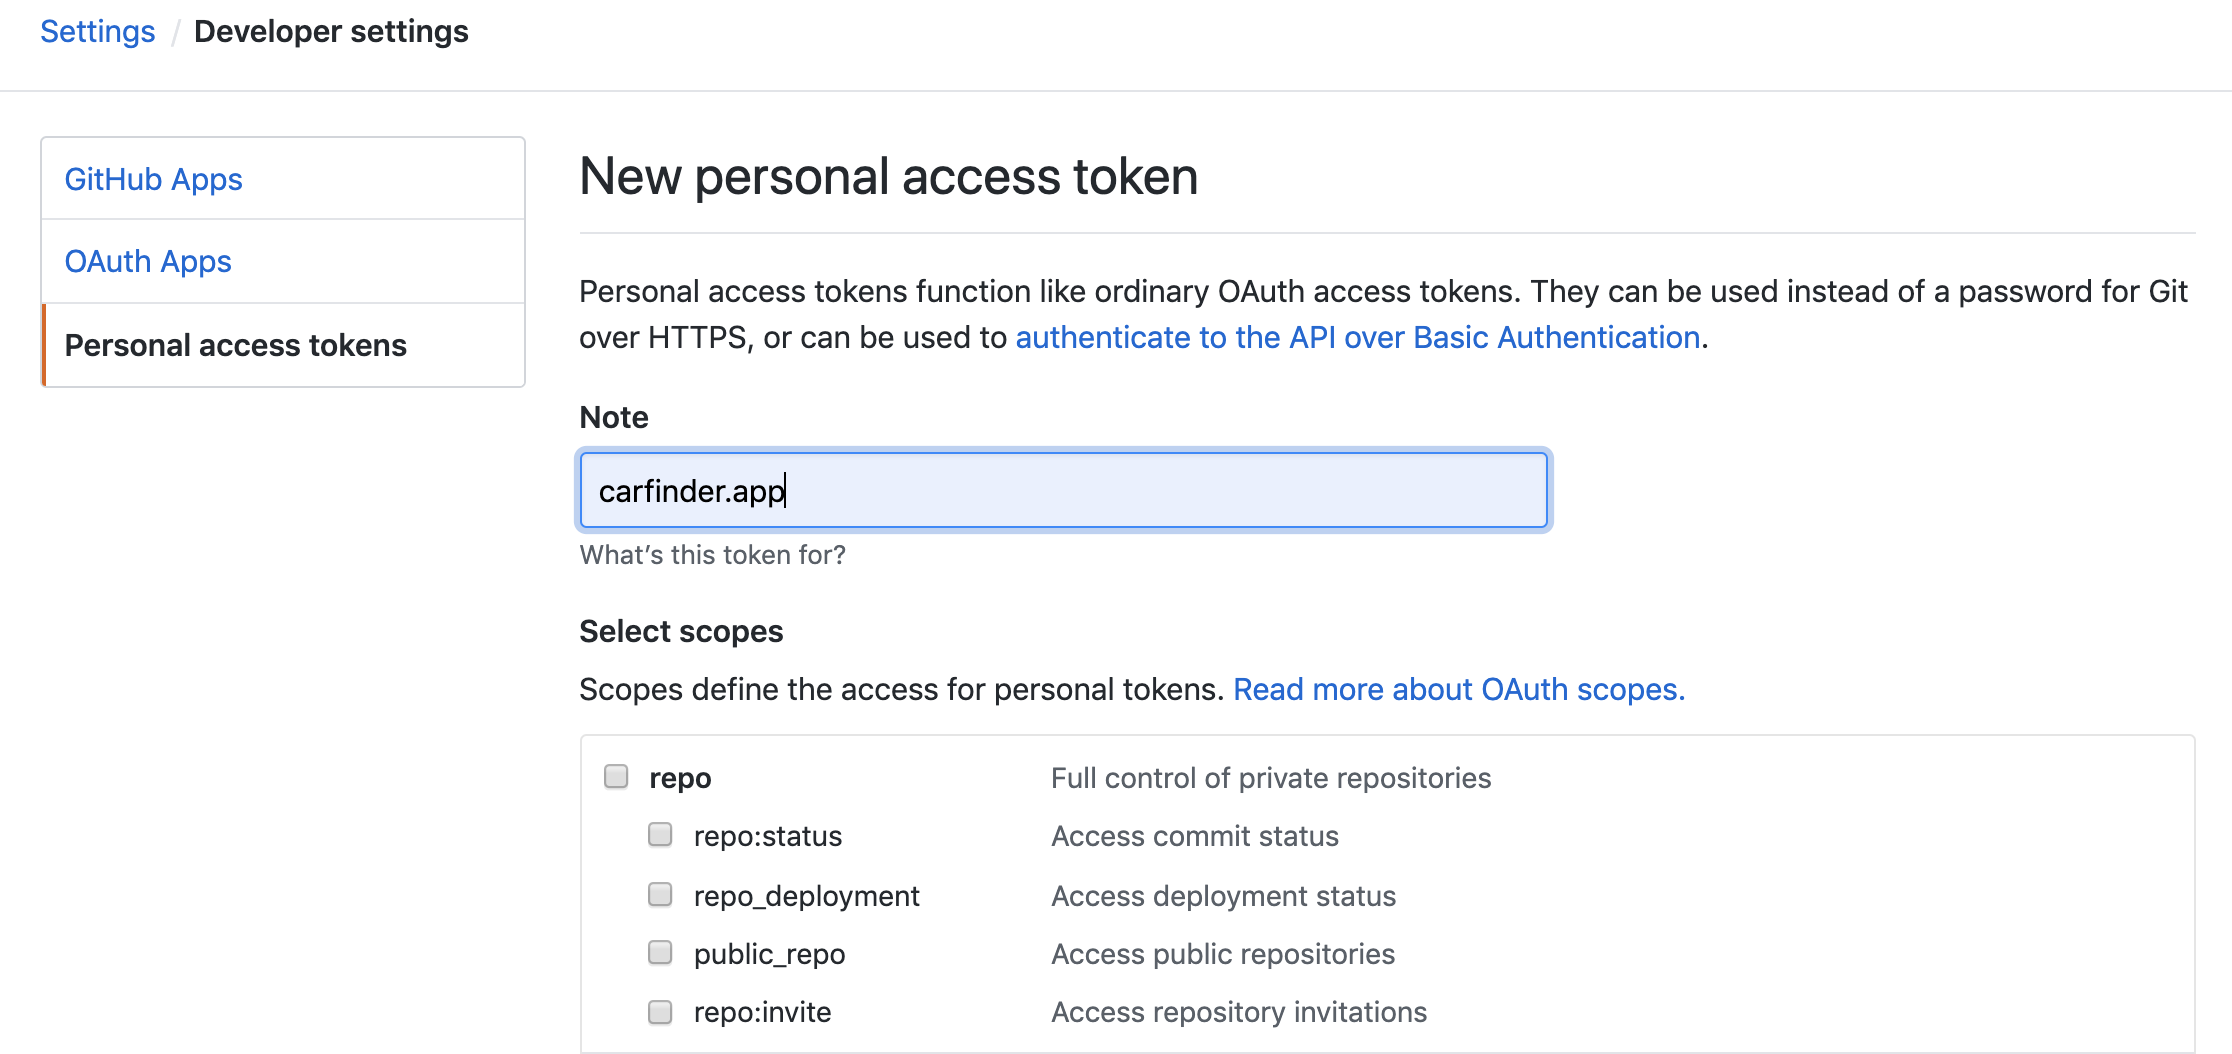 Settings / Developer settings
GitHub Apps
OAuth Apps
Personal access tokens
New personal access token
Personal access tokens function like ordinary OAuth access tokens. They can be used instead of a password for Git
over HTTPS, or can be used to authenticate to the API over Basic Authentication.
Note
carfinder.app
What’s this token for?
Select scopes
Scopes define the access for personal tokens. Read more about OAuth scopes.
repo Full control of private repositories
repo:status Access commit status
repo_deployment Access deployment status
public_repo Access public repositories
repo:invite Access repository invitations